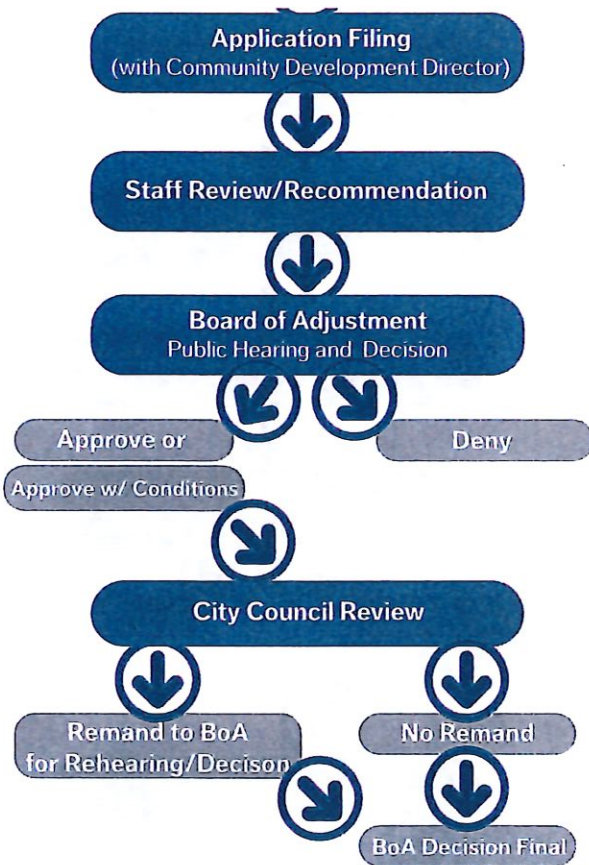 Application Filing
(with Community Development Director)
Staff Review/Recommendation
Board of Adjustment
Public Hearing and Decision
Approve or
Deny
Approve w/ Conditions
City Council Review
Remand to BoA
for Rehearing/Decison
No Remand
BoA Decision Final